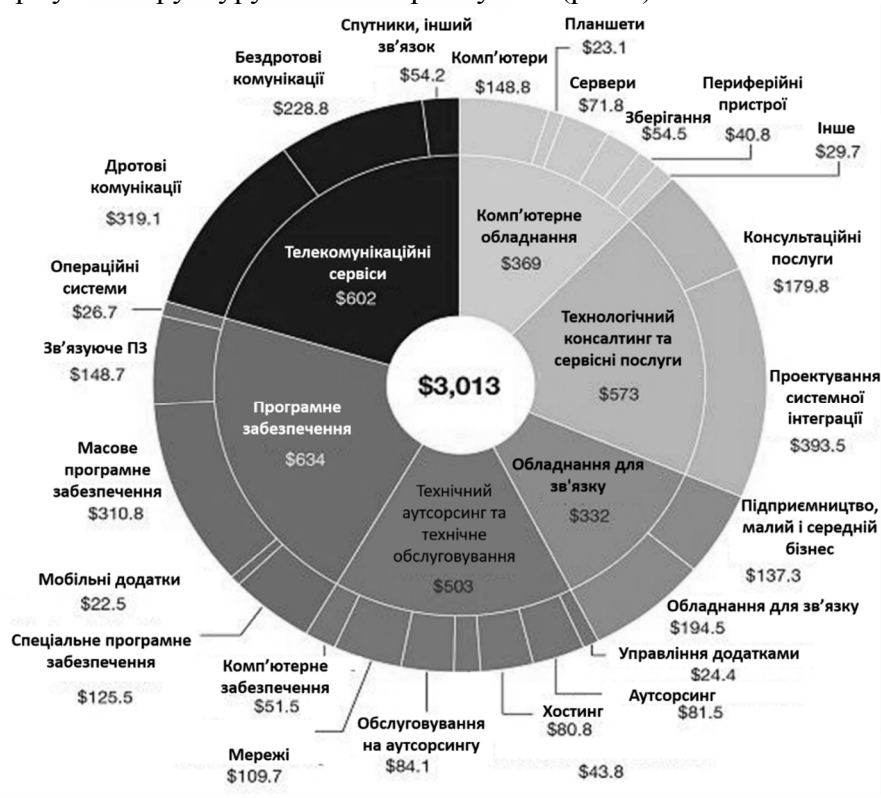 Спутники, інший
зв'язок
$54.2
Планшети
$23.1
Бездротові
комунікації
$228.8
Комп'ютери
$148.8
Сервери
$71.8
Периферійні
пристрої
$40.8
Зберігання
$54.5
Інше
$29.7
Дротові
комунікації
$319.1
Комп'ютерне
обладнання
$369
Телекомунікаційні
сервіси
$602
Консультаційні
послуги
$179.8
Операційні
системи
$26.7
Технологічний
консалтинг та
сервісні послуги
$573
Зв'язуюче ПЗ
$148.7
$3,013
Проектування
системної
інтеграції
$393.5
Програмне
забезпечення
$634
Масове
програмне
забезпечення
$310.8
Обладнання для
зв'язку
$332
Технічний
аутсорсинг та
технічне
обслуговування
$503
Підприємництво,
малий і середній
бізнес
$137.3
Мобільні додатки
$22.5
Обладнання для зв'язку
$194.5
Спеціальне програмне
забезпечення
$125.5
Управління додатками
$24.4
Комп'ютерне
забезпечення
$51.5
Аутсорсинг
$81.5
Хостинг
$80.8
Обслуговування
на аутсорсингу
$84.1
Мережі
$109.7
$43.8